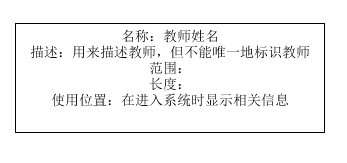 名称：教师姓名
描述：用来描述教师，但不能唯一地标识教师
范围：
长度：
使用位置：在进入系统时显示相关信息